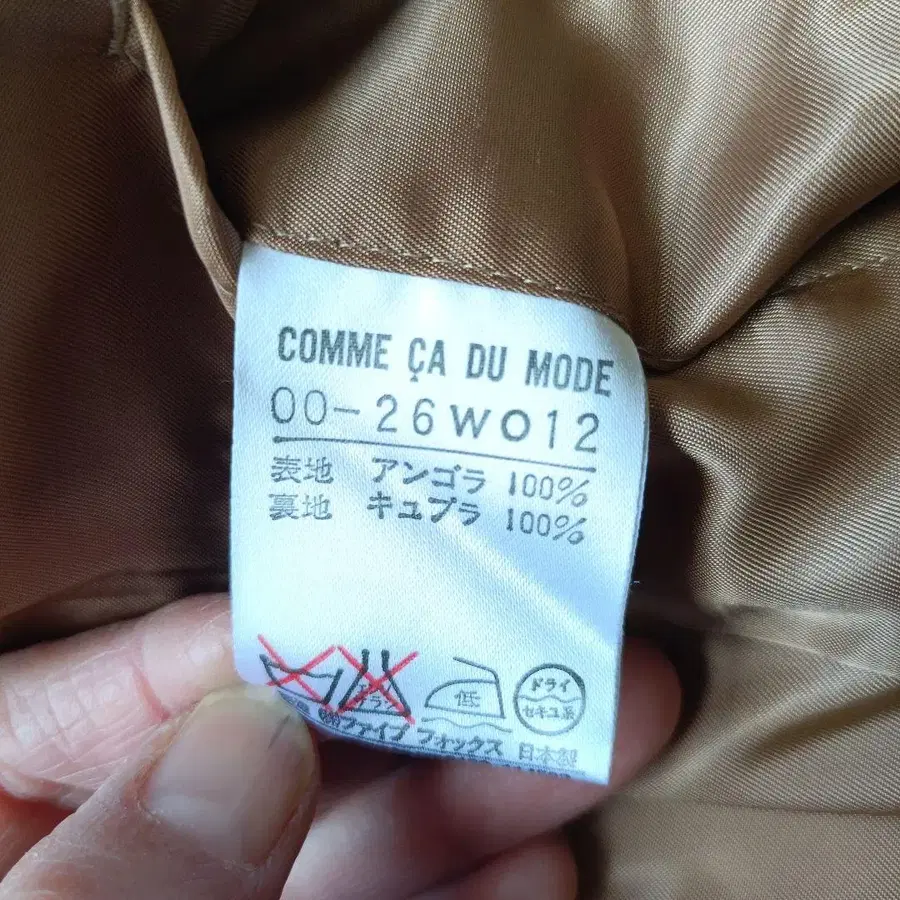 COMME ÇA DU MODE
00-26WO12
表地 アンゴラ 100%
裏地 キュプラ 100%
低
ドライ
セキユ系
㈱ファイブ フォックス 日本製